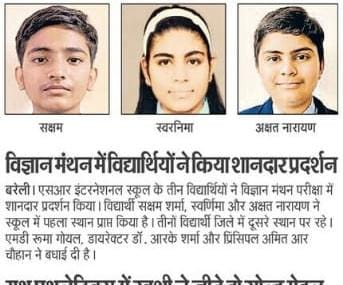 सक्षम
स्वरनिमा
अक्षत नारायण
विज्ञान मंथन में विद्यार्थियों ने किया शानदार प्रदर्शन
बरेली। एसआर इंटरनेशनल स्कूल के तीन विद्यार्थियों ने विज्ञान मंथन परीक्षा में
शानदार प्रदर्शन किया। विद्यार्थी सक्षम शर्मा, स्वर्णिमा और अक्षत नारायण ने
स्कूल में पहला स्थान प्राप्त किया है। तीनों विद्यार्थी जिले में दूसरे स्थान पर रहे।
एमडी रूमा गोयल, डायरेक्टर डॉ. आरके शर्मा और प्रिंसिपल अमित आर
चौहान ने बधाई दी है।